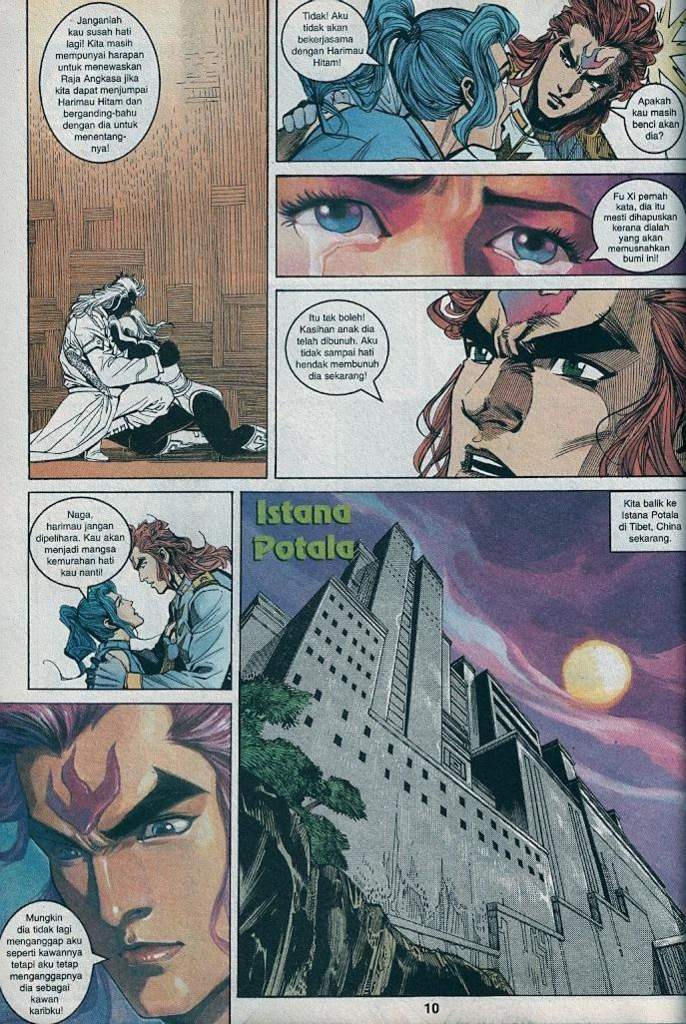 Janganlah
kau susah hati
lagi! Kita masih
mempunyai harapan
untuk menewaskan
Raja Angkasa jika
kita dapat menjumpai
Harimau Hitam dan
berganding-bahu
dengan dia untuk
menentang-
nya!
Tidak! Aku
tidak akan
bekerjasama
dengan Harimau
Hitam!
Apakah
kau masih
benci akan
dia?
Fu Xi pernah
kata, dia itu
mesti dihapuskan
kerana dialah
yang akan
memusnahkan
bumi ini!
Itu tak boleh!
Kasihan anak dia
telah dibunuh. Aku
tidak sampai hati
hendak membunuh
dia sekarang!
Naga,
harimau jangan
dipelihara. Kau akan
menjadi mangsa
kemurahan hati
kau nanti!
Istana
Potala
Kita balik ke
Istana Potala
di Tibet, China
sekarang.
Mungkin
dia tidak lagi
menganggap aku
seperti kawannya
tetapi aku tetap
menganggapnya
dia sebagai
kawan
karibku!
10